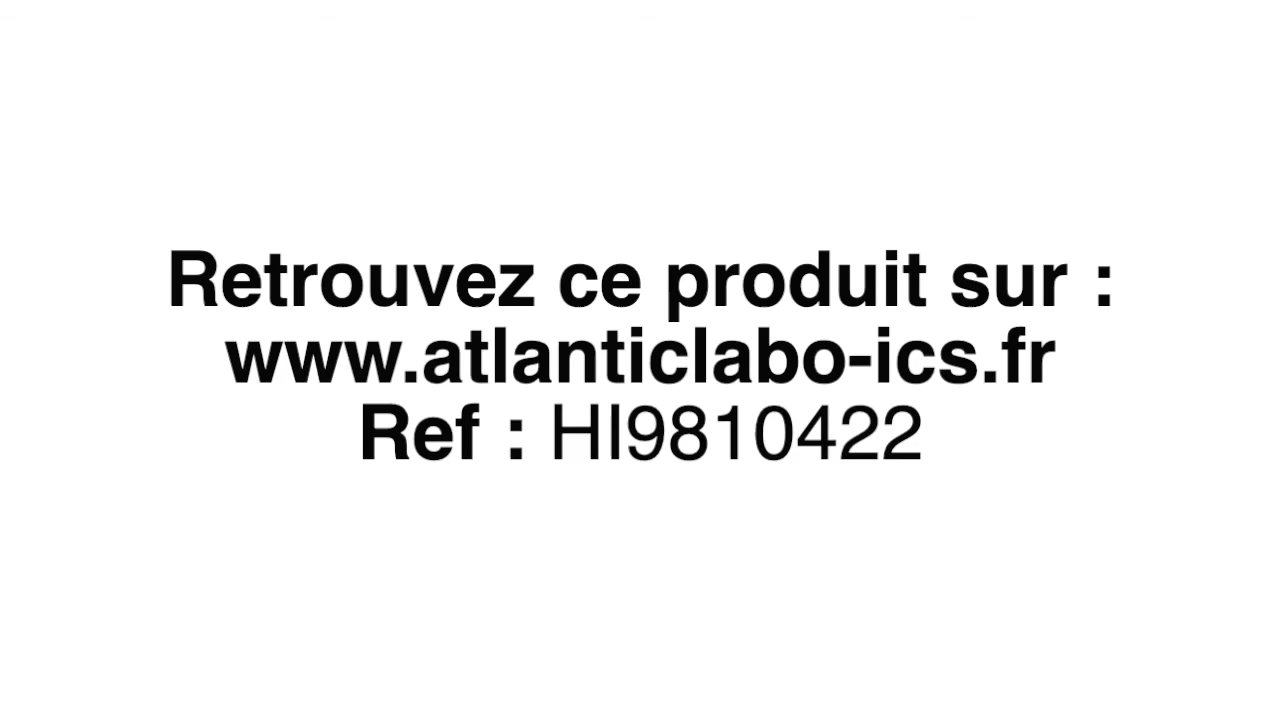 Retrouvez ce produit sur :
www.atlanticlabo-ics.fr
Ref : HI9810422